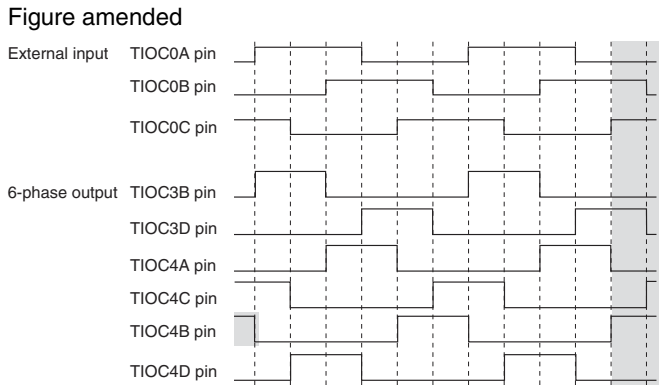 Figure amended
External input TIOC0A pin
TIOC0B pin
TIOC0C pin
6-phase output TIOC3B pin
TIOC3D pin
TIOC4A pin
TIOC4C pin
TIOC4B pin
TIOC4D pin